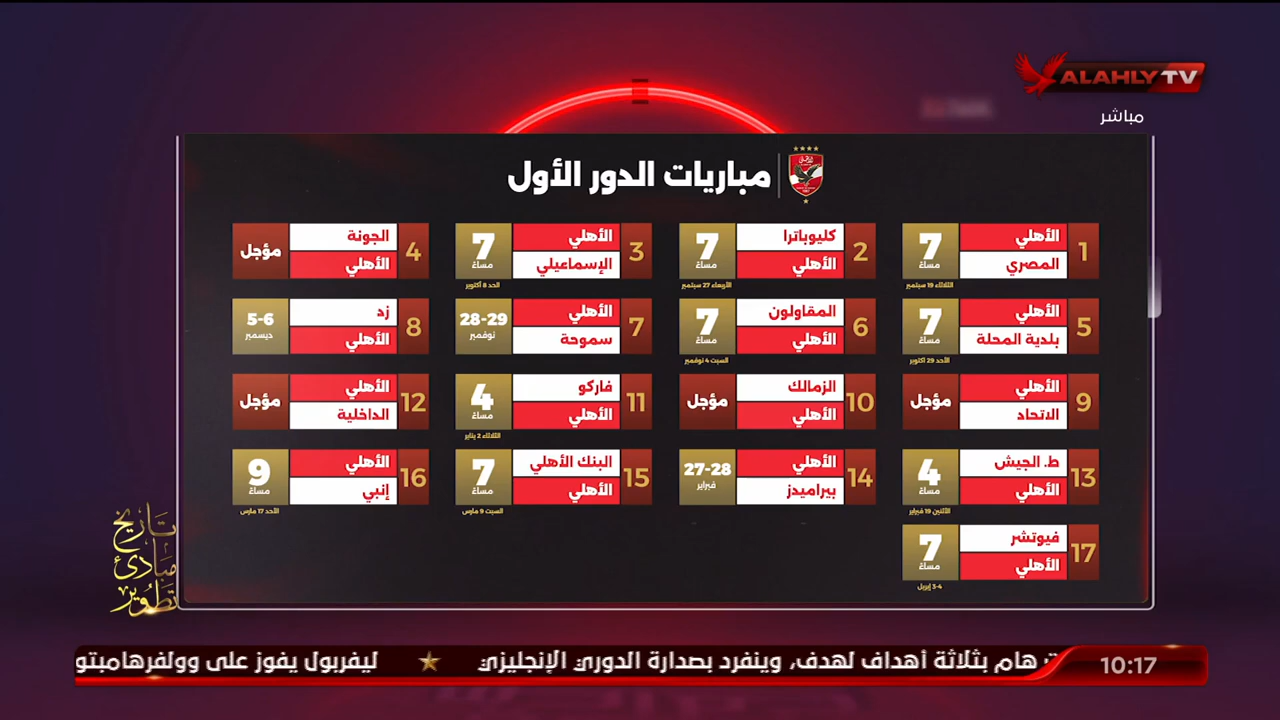 ALAHLY TV
مباشر
مباريات الدور الأول
1
الأهلي
المصري
7
مساءً
الثلاثاء 19 سبتمبر
2
كليوباترا
الأهلي
7
مساءً
الأربعاء 27 سبتمبر
3
الأهلي
الإسماعيلي
7
مساءً
الحد 8 أكتوبر
4
الجونة
الأهلي
مؤجل
5
الأهلي
بلدية المحلة
7
مساءً
الأحد 29 اكتوبر
6
المقاولون
الأهلي
7
مساءً
السبت 4 نوفمبر
7
الأهلي
سموحة
28-29
نوفمبر
8
زد
الأهلي
5-6
ديسمبر
9
الأهلي
الاتحاد
مؤجل
10
الزمالك
الأهلي
مؤجل
11
فاركو
الأهلي
4
مساءً
الثلاثاء 2 يناير
12
الأهلي
الداخلية
مؤجل
13
ط. الجيش
الأهلي
4
مساءً
الأثنين 19 فبراير
14
الأهلي
بيراميدز
27-28
فبراير
15
البنك الأهلي
الأهلي
7
مساءً
السبت 9 مارس
16
الأهلي
إنبي
9
مساءً
الأحد 17 مارس
17
فيوتشر
الأهلي
7
مساءً
3-4 إبريل
تاريخ
مبادئ
تطوير
10:17
ت هام بثلاثة أهداف لهدف، وينفرد بصدارة الدوري الإنجليزي ★ ليفربول يفوز على وولفرهامبتو